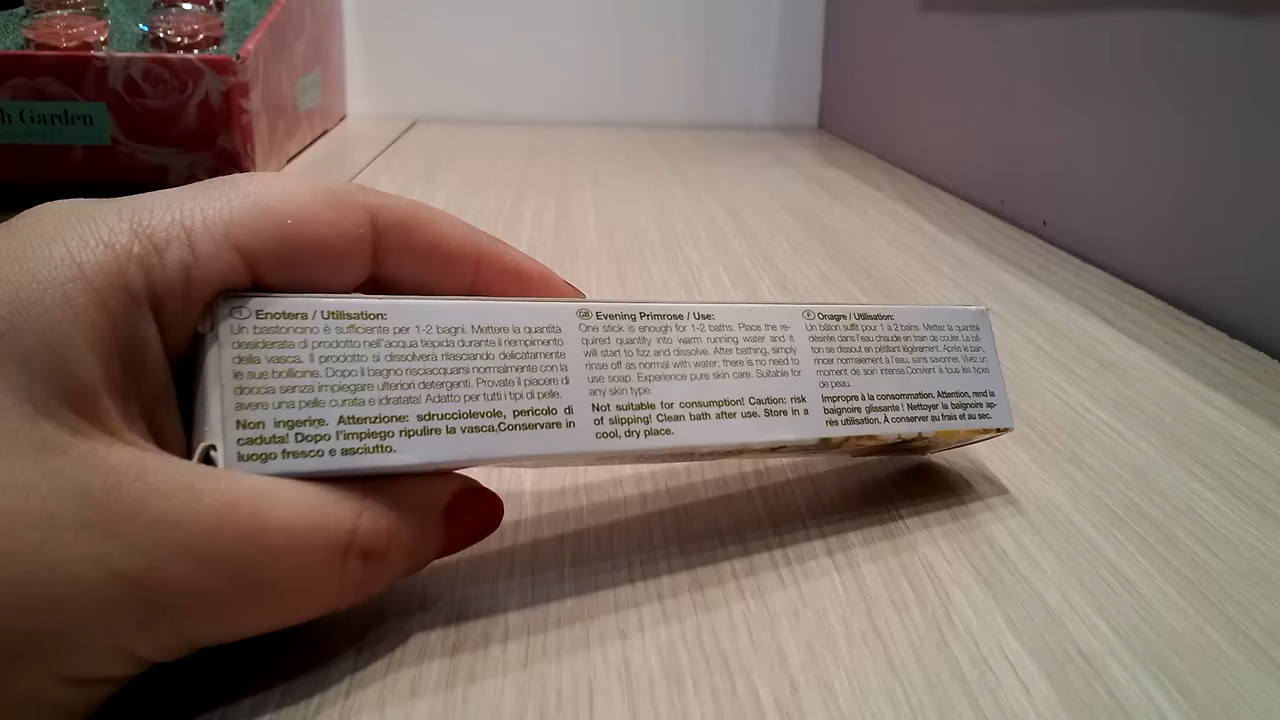 h Garden
I Enotera / Utilisation:
Un bastoncino è sufficiente per 1-2 bagni. Mettere la quantità
desiderata di prodotto nell'acqua tiepida durante il riempimento
della vasca. Il prodotto si dissolverà rilasciando delicatamente
le sue bollicine. Dopo il bagno risciacquarsi normalmente con la
doccia senza impiegare ulteriori detergenti. Provate il piacere di
avere una pelle curata e idratata! Adatto per tutti i tipi di pelle.
Non ingerire. Attenzione: sdrucciolevole, pericolo di
caduta! Dopo l'impiego ripulire la vasca,Conservare in
luogo fresco e asciutto.
GB Evening Primrose / Use:
One stick is enough for 1-2 baths. Place the re-
quired quantity into warm running water and it
will start to fizz and dissolve. After bathing, simply
rinse off as normal with water; there is no need to
use soap. Experience pure skin care. Suitable for
any skin type.
Not suitable for consumption! Caution: risk
of slipping! Clean bath after use. Store in a
cool, dry place.
F Onagre / Utilisation:
Un bâton suffit pour 1 à 2 bains. Mettez la quantité
désirée dans l'eau chaude en train de couler. Le bâ-
ton se dissout en pétillant légèrement. Après le bain,
rincer normalement à l'eau, sans savonner. Vivez un
moment de soin intense.Convient à tous les types
de peau.
Impropre à la consommation. Attention, rend la
baignoire glissante ! Nettoyer la baignoire ap-
rès utilisation. À conserver au frais et au sec.